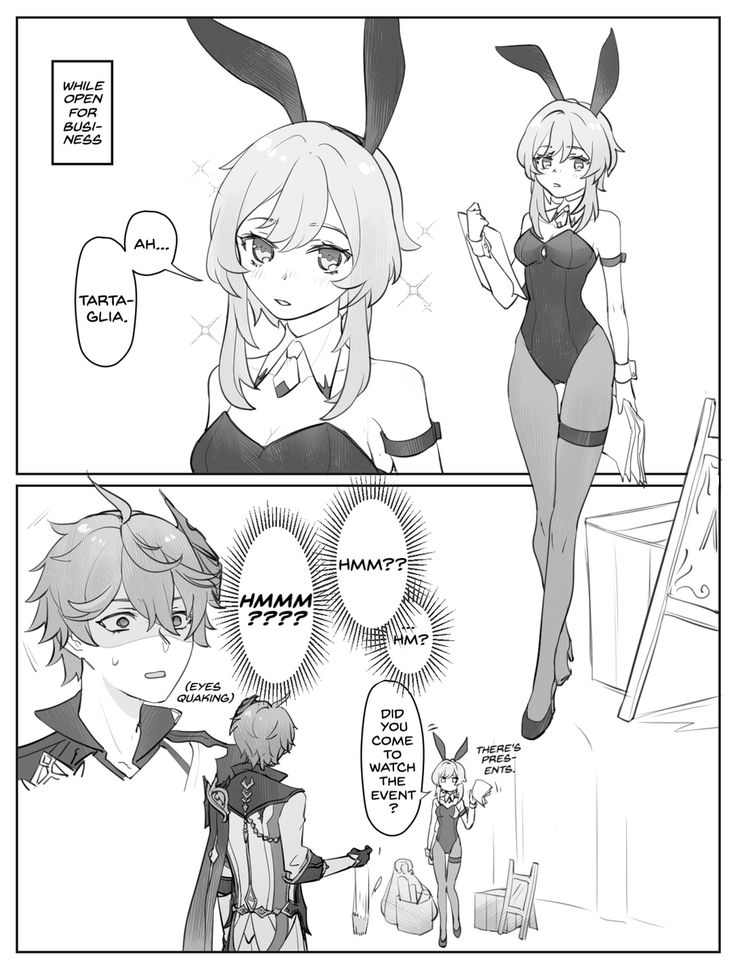 WHILE
OPEN
FOR
BUSI-
NESS
AH...
TARTA-
GLIA.
HMM??
HMMM
????
...
HM?
(EYES
QUAKING)
DID
YOU
COME
TO
WATCH
THE
EVENT
?
THERE'S
PRES-
ENTS.